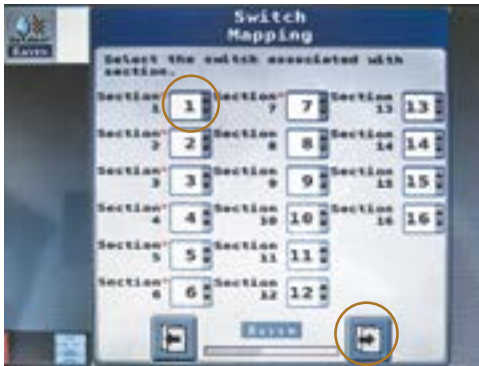 Switch
Mapping
Raven
Select the switch associated with
section.
Section 1 1 Section 7 7 Section 13 13
Section 2 2 Section 8 8 Section 14 14
Section 3 3 Section 9 9 Section 15 15
Section 4 4 Section 10 10 Section 16 16
Section 5 5 Section 11 11
Section 6 6 Section 12 12
Raven